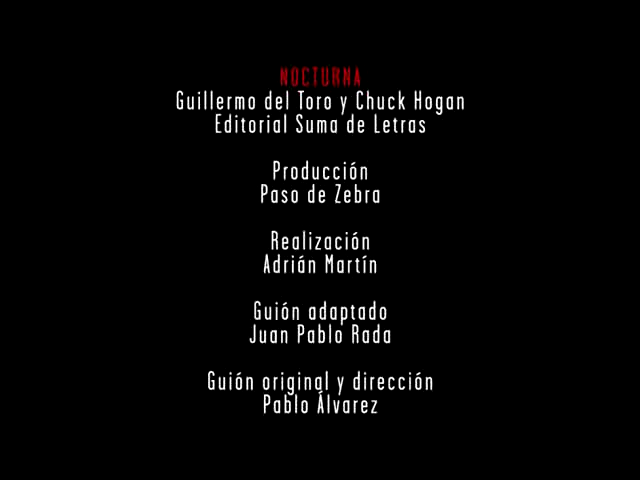 NOCTURNA
Guillermo del Toro y Chuck Hogan
Editorial Suma de Letras
Producción
Paso de Zebra
Realización
Adrián Martín
Guión adaptado
Juan Pablo Rada
Guión original y dirección
Pablo Álvarez